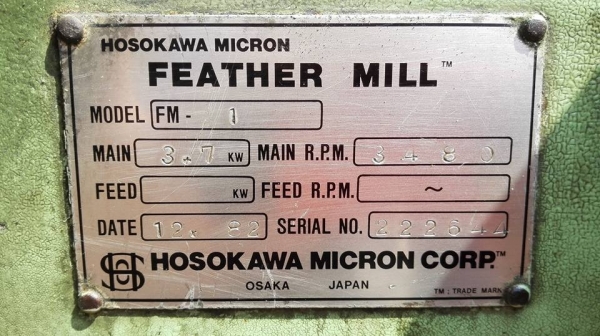 HOSOKAWA MICRON
FEATHER MILL™
MODEL FM - 1
MAIN 3.7 KW MAIN R.P.M. 3480
FEED KW FEED R.P.M. ~
DATE 12. 82 SERIAL NO. 222644
HOSOKAWA MICRON CORP.™
OSAKA JAPAN
TM : TRADE MARK